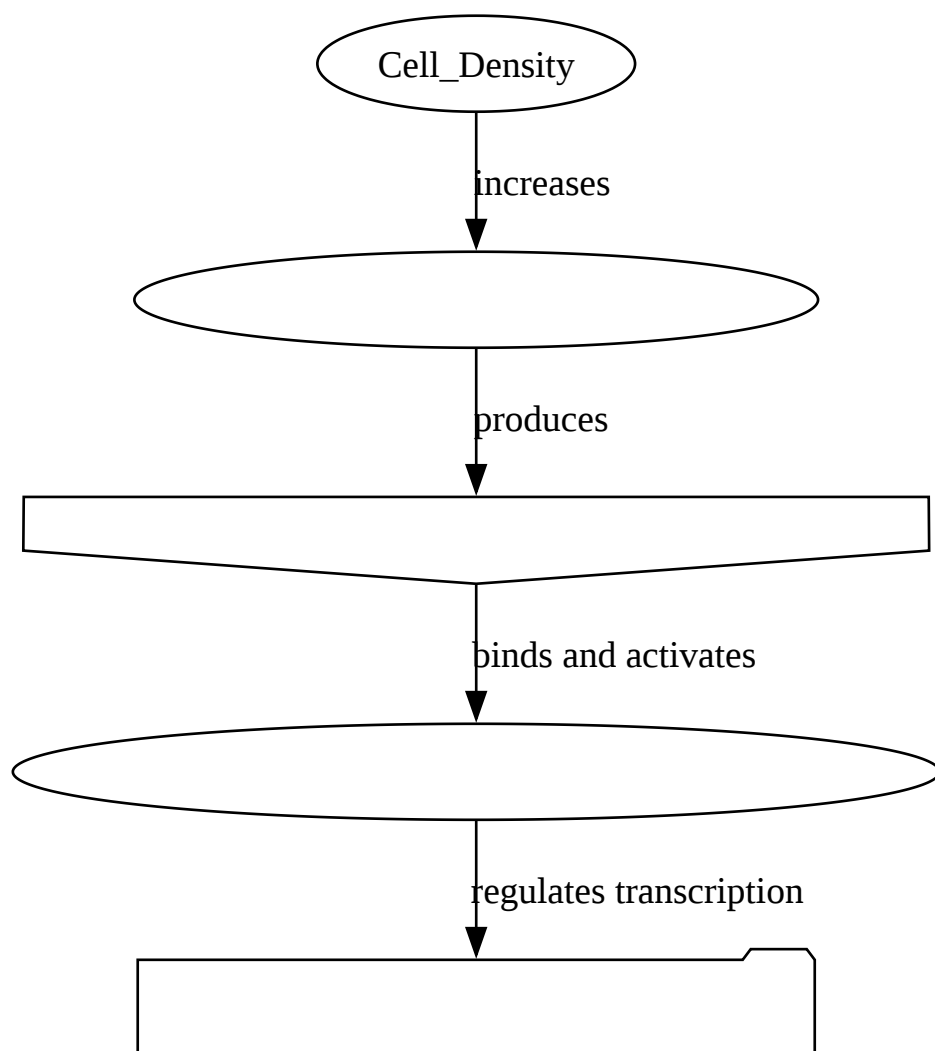 Cell_Density
increases
produces
binds and activates
regulates transcription